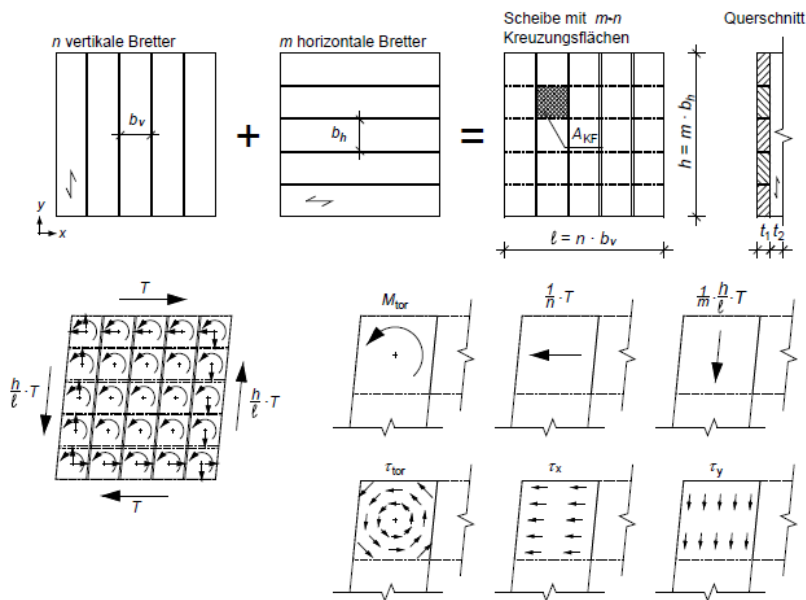 n vertikale Bretter
m horizontale Bretter
Scheibe mit m·n
Kreuzungsflächen
Querschnitt
b_v
+
b_h
=
A_KF
h = m · b_h
y
x
ℓ = n · b_v
t_1 t_2
T
h/ℓ · T
h/ℓ · T
T
M_tor
1/n · T
1/m · h/ℓ · T
τ_tor
τ_x
τ_y